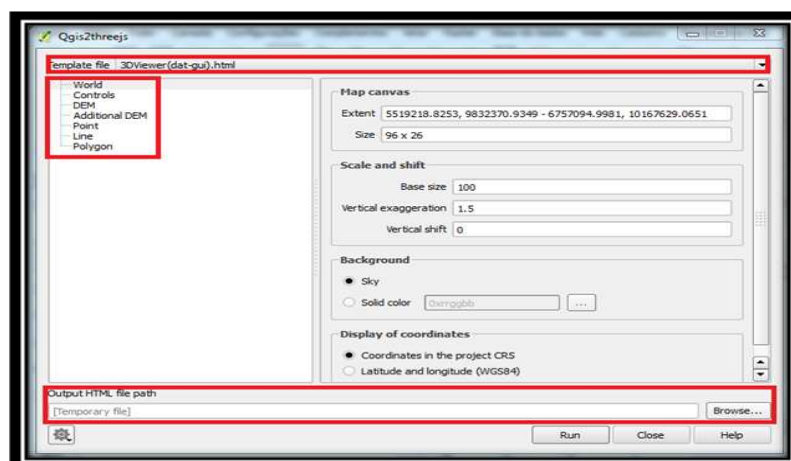 Qgis2threejs
Template file 3DViewer(dat-gui).html
World
Controls
DEM
Additional DEM
Point
Line
Polygon
Map canvas
Extent 5519218.8253, 9832370.9349 - 6757094.9981, 10167629.0651
Size 96 x 26
Scale and shift
Base size 100
Vertical exaggeration 1.5
Vertical shift 0
Background
Sky
Solid color 0xrrggbb ...
Display of coordinates
Coordinates in the project CRS
Latitude and longitude (WGS84)
Output HTML file path
[Temporary file] Browse...
Run Close Help